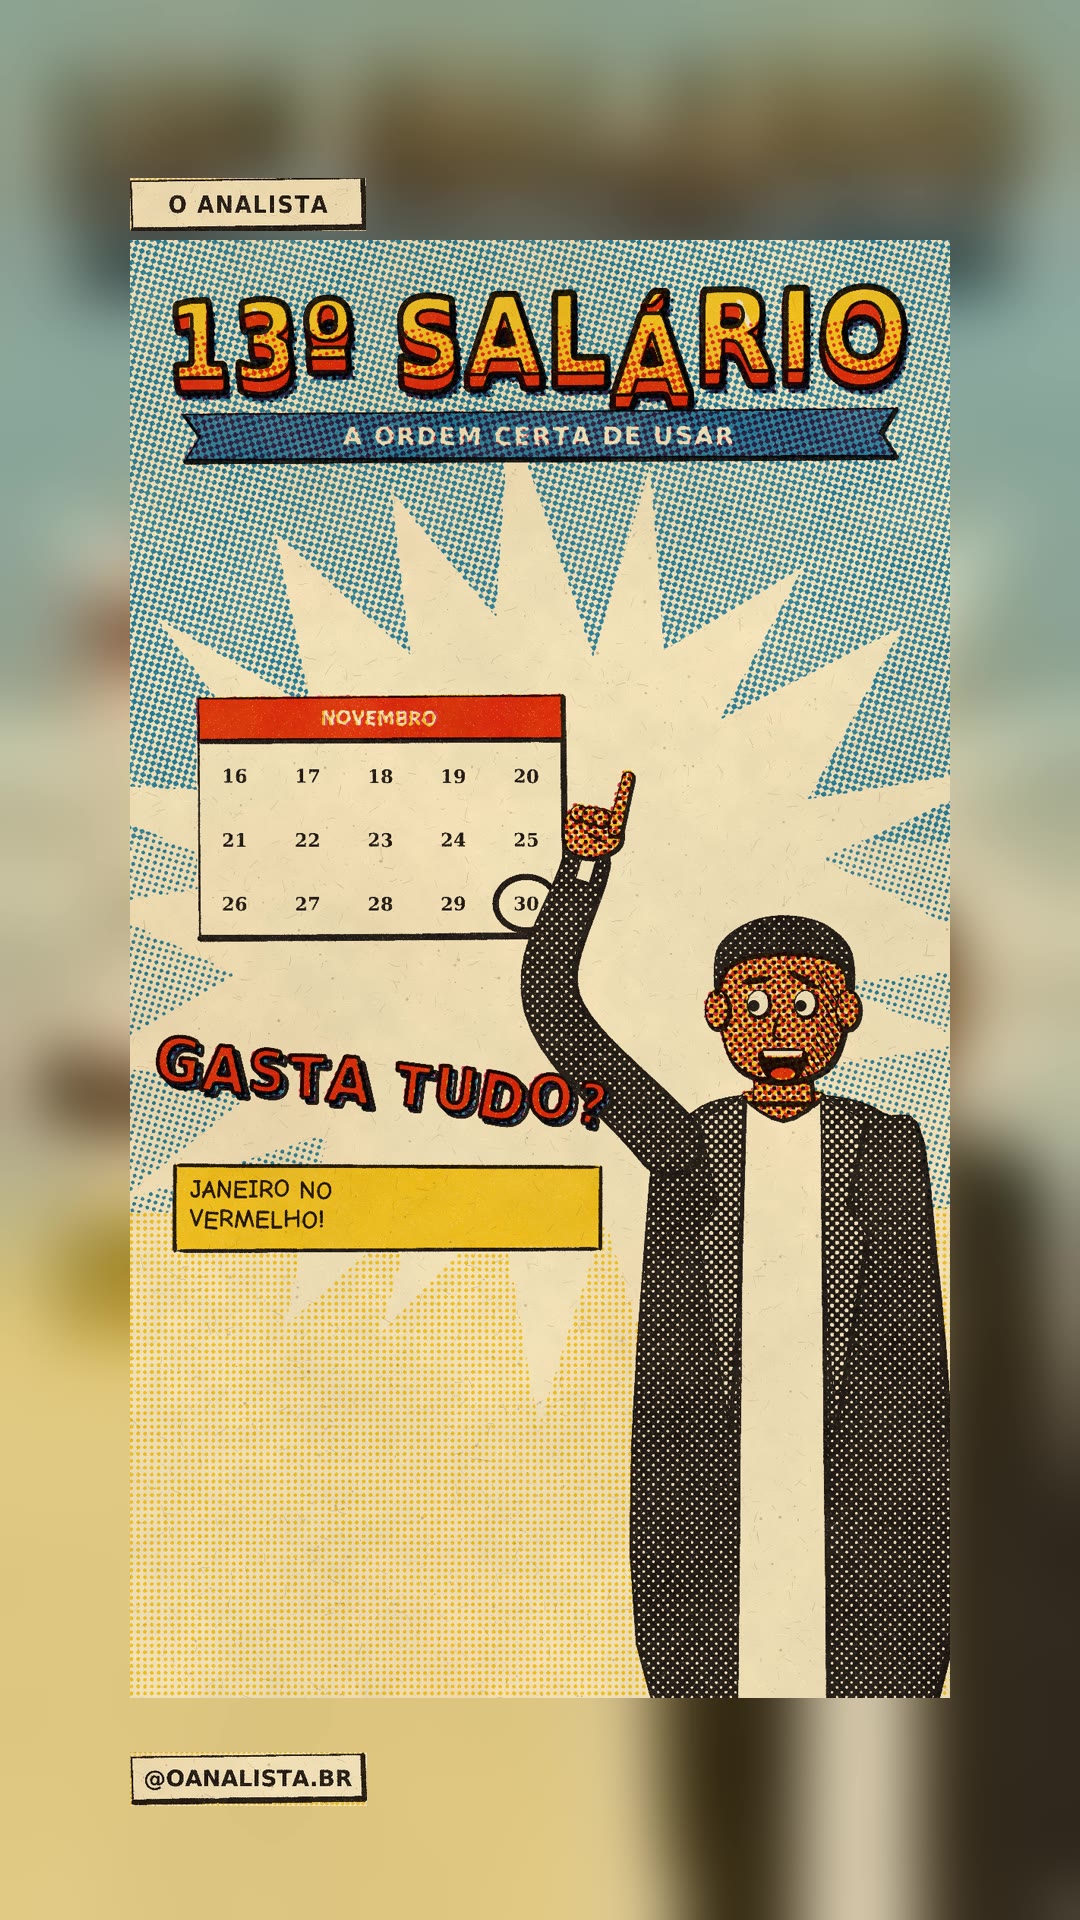 O ANALISTA
13º SALÁRIO
A ORDEM CERTA DE USAR
NOVEMBRO
16 17 18 19 20
21 22 23 24 25
26 27 28 29 30
GASTA TUDO?
JANEIRO NO
VERMELHO!
@OANALISTA.BR